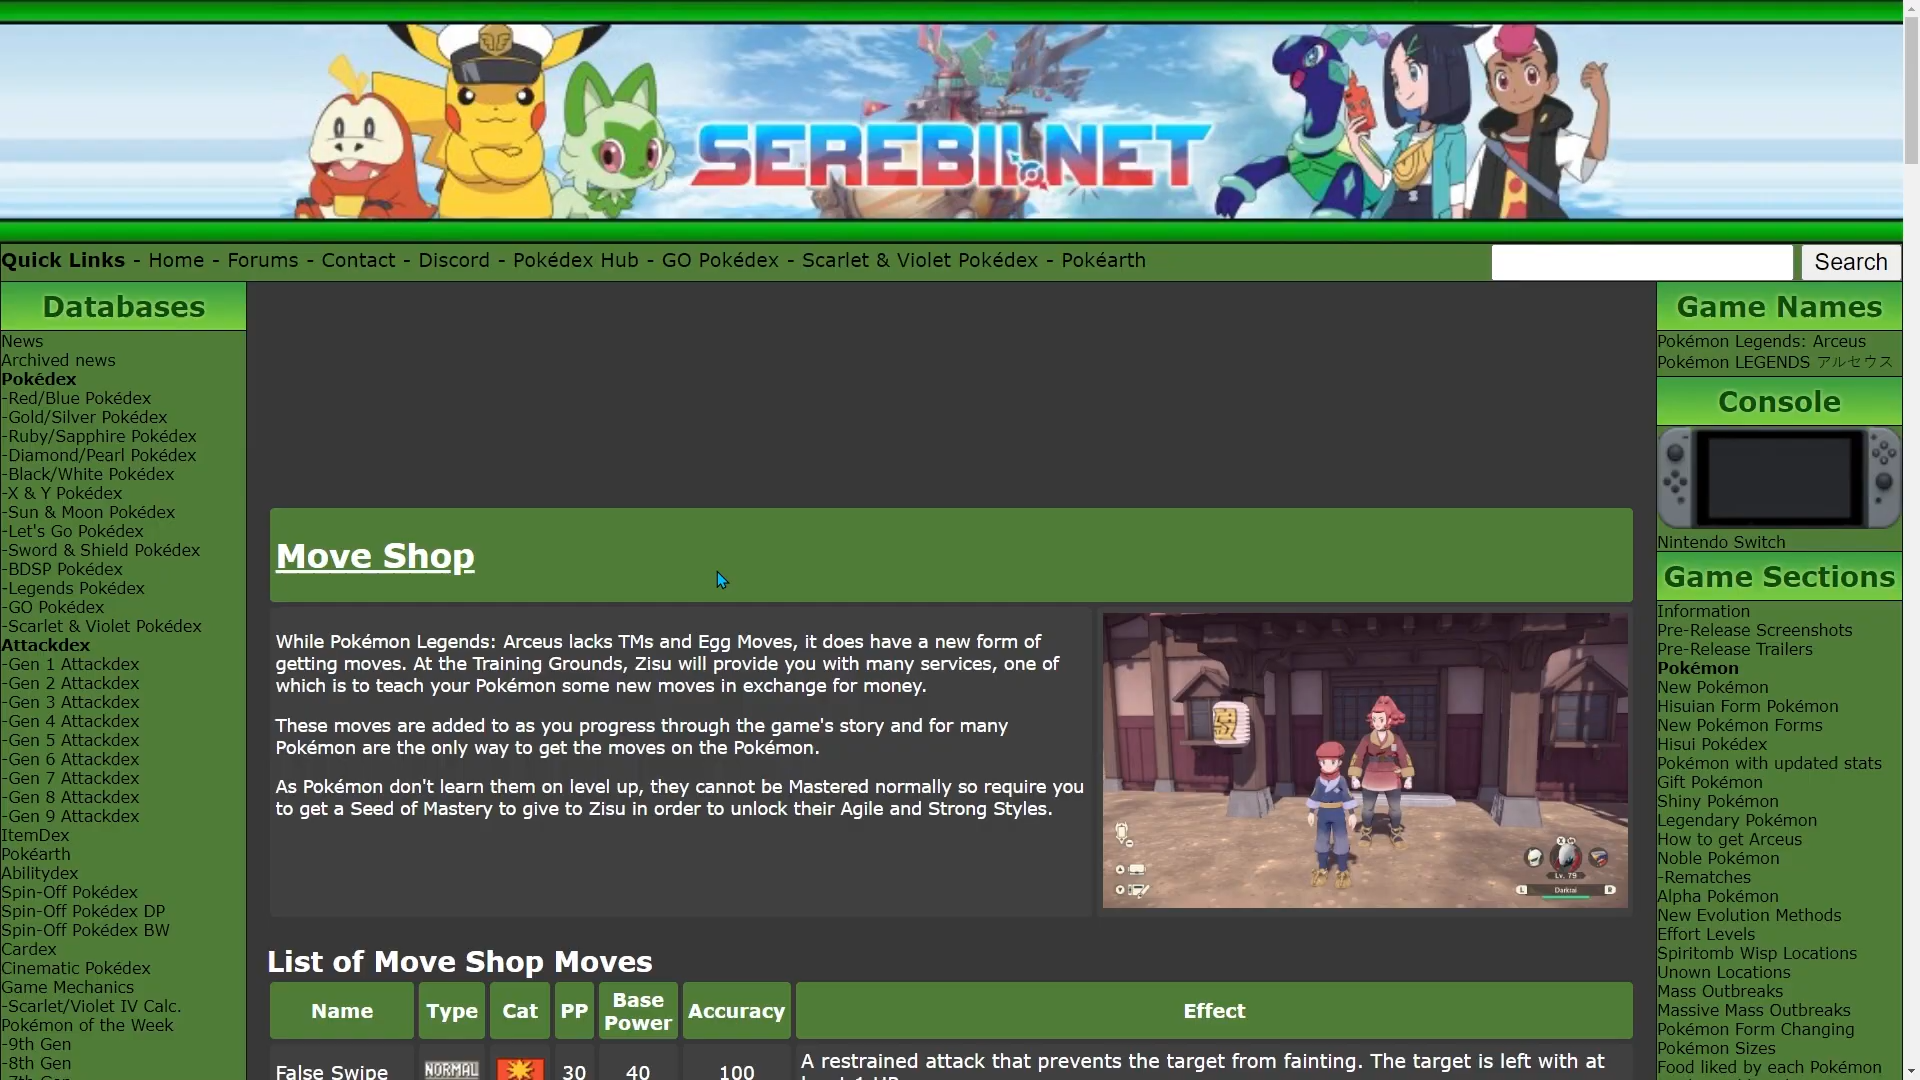 SEREBII.NET
Quick Links - Home - Forums - Contact - Discord - Pokédex Hub - GO Pokédex - Scarlet & Violet Pokédex - Pokéarth
Search
Databases
News
Archived news
Pokédex
-Red/Blue Pokédex
-Gold/Silver Pokédex
-Ruby/Sapphire Pokédex
-Diamond/Pearl Pokédex
-Black/White Pokédex
-X & Y Pokédex
-Sun & Moon Pokédex
-Let's Go Pokédex
-Sword & Shield Pokédex
-BDSP Pokédex
-Legends Pokédex
-GO Pokédex
-Scarlet & Violet Pokédex
Attackdex
-Gen 1 Attackdex
-Gen 2 Attackdex
-Gen 3 Attackdex
-Gen 4 Attackdex
-Gen 5 Attackdex
-Gen 6 Attackdex
-Gen 7 Attackdex
-Gen 8 Attackdex
-Gen 9 Attackdex
ItemDex
Pokéarth
Abilitydex
Spin-Off Pokédex
Spin-Off Pokédex DP
Spin-Off Pokédex BW
Cardex
Cinematic Pokédex
Game Mechanics
-Scarlet/Violet IV Calc.
Pokémon of the Week
-9th Gen
-8th Gen
Move Shop
While Pokémon Legends: Arceus lacks TMs and Egg Moves, it does have a new form of
getting moves. At the Training Grounds, Zisu will provide you with many services, one of
which is to teach your Pokémon some new moves in exchange for money.
These moves are added to as you progress through the game's story and for many
Pokémon are the only way to get the moves on the Pokémon.
As Pokémon don't learn them on level up, they cannot be Mastered normally so require you
to get a Seed of Mastery to give to Zisu in order to unlock their Agile and Strong Styles.
Lv. 79
L Darkrai R
List of Move Shop Moves
Name Type Cat PP Base Power Accuracy Effect
False Swipe NORMAL 30 40 100 A restrained attack that prevents the target from fainting. The target is left with at
Game Names
Pokémon Legends: Arceus
Pokémon LEGENDS アルセウス
Console
Nintendo Switch
Game Sections
Information
Pre-Release Screenshots
Pre-Release Trailers
Pokémon
New Pokémon
Hisuian Form Pokémon
New Pokémon Forms
Hisui Pokédex
Pokémon with updated stats
Gift Pokémon
Shiny Pokémon
Legendary Pokémon
How to get Arceus
Noble Pokémon
-Rematches
Alpha Pokémon
New Evolution Methods
Effort Levels
Spiritomb Wisp Locations
Unown Locations
Mass Outbreaks
Massive Mass Outbreaks
Pokémon Form Changing
Pokémon Sizes
Food liked by each Pokémon